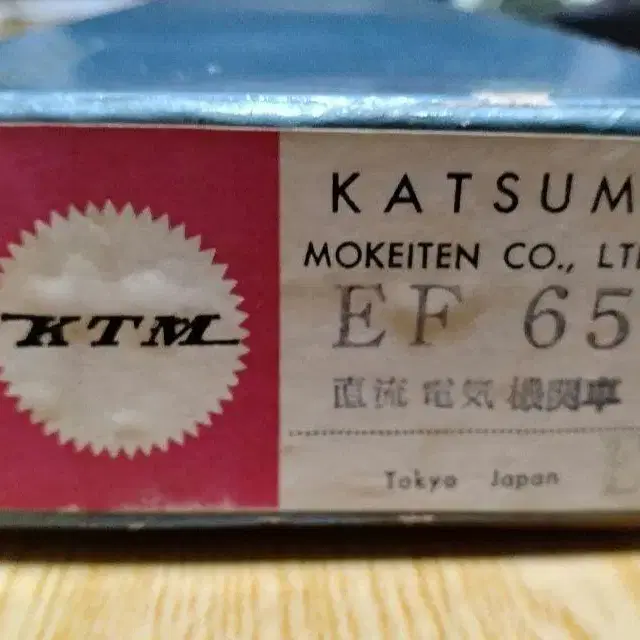 KTM
KATSUM
MOKEITEN CO., LT
EF 65
直流電気機関車
Tokyo Japan